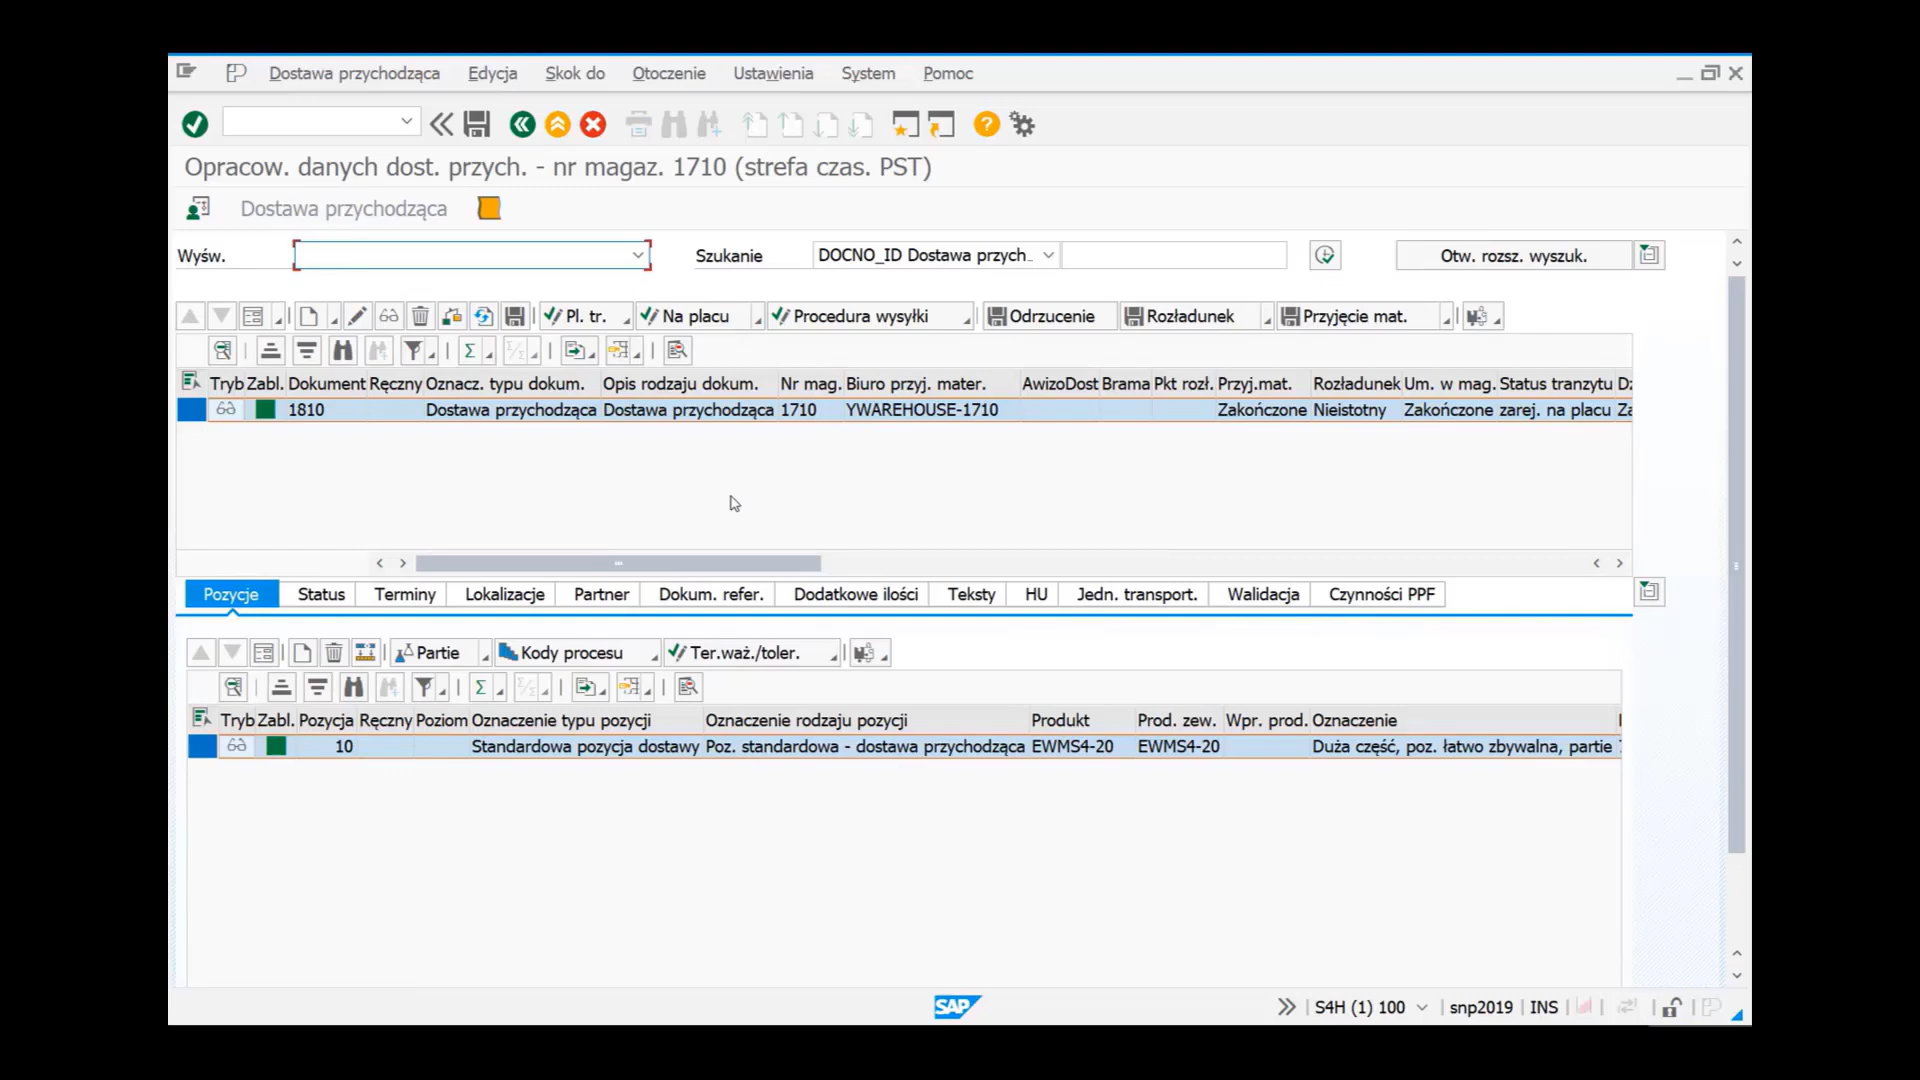 Dostawa przychodząca Edycja Skok do Otoczenie Ustawienia System Pomoc
Opracow. danych dost. przych. - nr magaz. 1710 (strefa czas. PST)
Dostawa przychodząca
Wyśw. Szukanie DOCNO_ID Dostawa przych... Otw. rozsz. wyszuk.
Pl. tr. Na placu Procedura wysyłki Odrzucenie Rozładunek Przyjęcie mat.
Tryb Zabl. Dokument Ręczny Oznacz. typu dokum. Opis rodzaju dokum. Nr mag. Biuro przyj. mater. AwizoDost Brama Pkt rozł. Przyj.mat. Rozładunek Um. w mag. Status tranzytu
1810 Dostawa przychodząca Dostawa przychodząca 1710 YWAREHOUSE-1710 Zakończone Nieistotny Zakończone zarej. na placu Za
Pozycje Status Terminy Lokalizacje Partner Dokum. refer. Dodatkowe ilości Teksty HU Jedn. transport. Walidacja Czynności PPF
Partie Kody procesu Ter.waż./toler.
Tryb Zabl. Pozycja Ręczny Poziom Oznaczenie typu pozycji Oznaczenie rodzaju pozycji Produkt Prod. zew. Wpr. prod. Oznaczenie
10 Standardowa pozycja dostawy Poz. standardowa - dostawa przychodząca EWMS4-20 EWMS4-20 Duża część, poz. łatwo zbywalna, partie
SAP S4H (1) 100 snp2019 INS